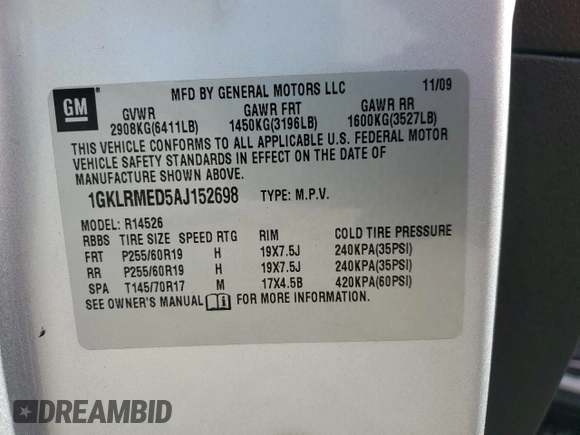 GM
MFD BY GENERAL MOTORS LLC 11/09
GVWR GAWR FRT GAWR RR
2908KG(6411LB) 1450KG(3196LB) 1600KG(3527LB)
THIS VEHICLE CONFORMS TO ALL APPLICABLE U.S. FEDERAL MOTOR
VEHICLE SAFETY STANDARDS IN EFFECT ON THE DATE OF
MANUFACTURE SHOWN ABOVE.
1GKLRMED5AJ152698 TYPE: M.P.V.
MODEL: R14526
RBBS TIRE SIZE SPEED RTG RIM COLD TIRE PRESSURE
FRT P255/60R19 H 19X7.5J 240KPA(35PSI)
RR P255/60R19 H 19X7.5J 240KPA(35PSI)
SPA T145/70R17 M 17X4.5B 420KPA(60PSI)
SEE OWNER'S MANUAL FOR MORE INFORMATION.
DREAMBID